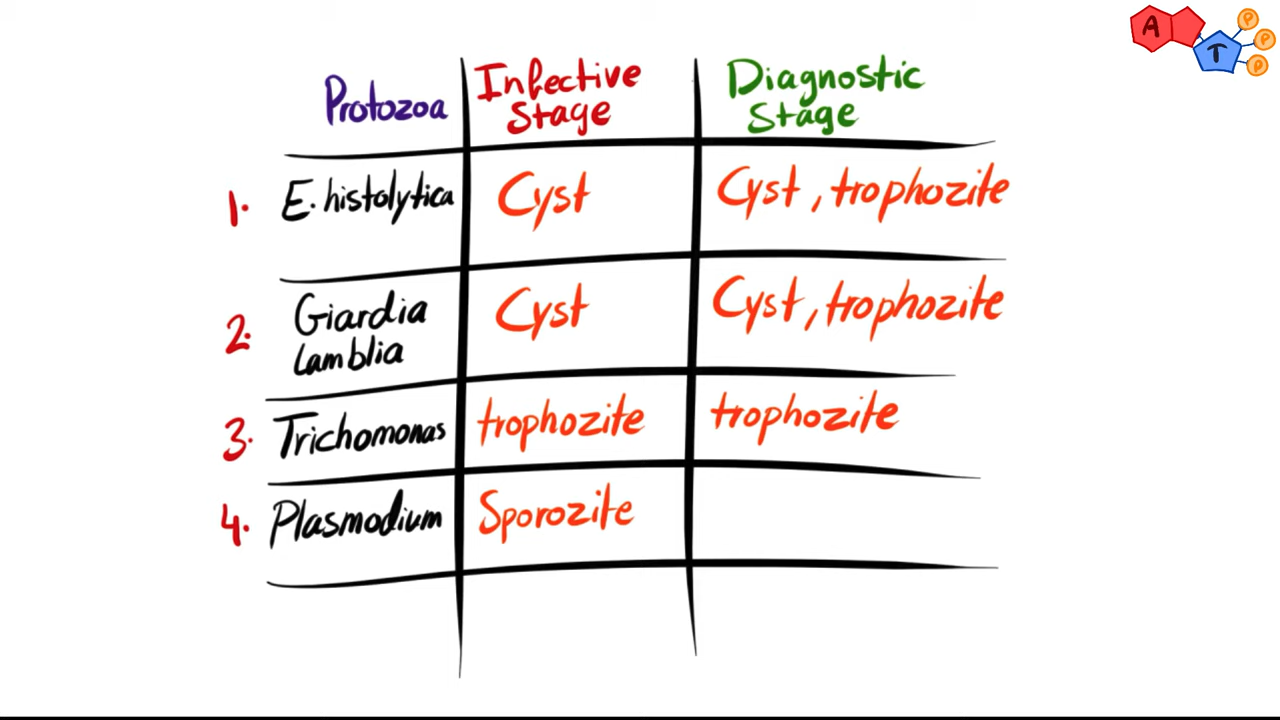 A T P P P
Protozoa Infective Stage Diagnostic Stage
1. E. histolytica Cyst Cyst, trophozite
2. Giardia lamblia Cyst Cyst, trophozite
3. Trichomonas trophozite trophozite
4. Plasmodium Sporozite